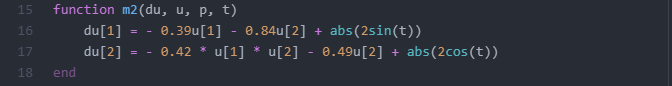 15 function m2(du, u, p, t)
16 du[1] = - 0.39u[1] - 0.84u[2] + abs(2sin(t))
17 du[2] = - 0.42 * u[1] * u[2] - 0.49u[2] + abs(2cos(t))
18 end